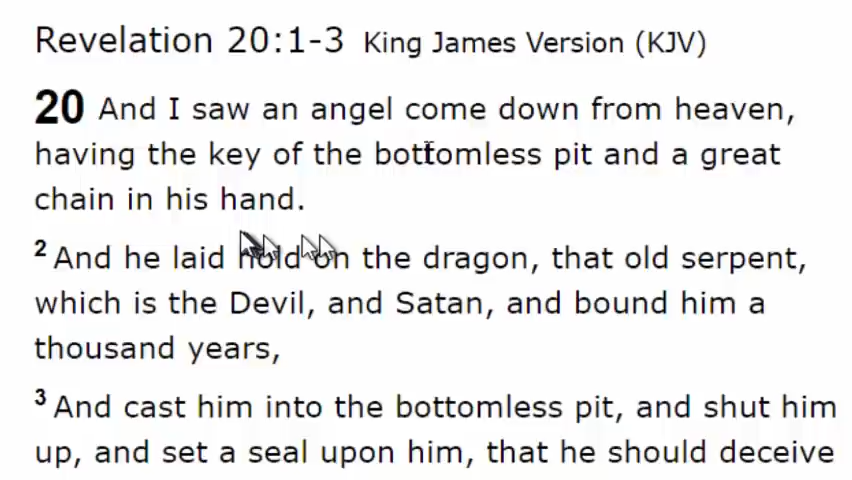 Revelation 20:1-3 King James Version (KJV)
20 And I saw an angel come down from heaven,
having the key of the bottomless pit and a great
chain in his hand.
2 And he laid hold on the dragon, that old serpent,
which is the Devil, and Satan, and bound him a
thousand years,
3 And cast him into the bottomless pit, and shut him
up, and set a seal upon him, that he should deceive